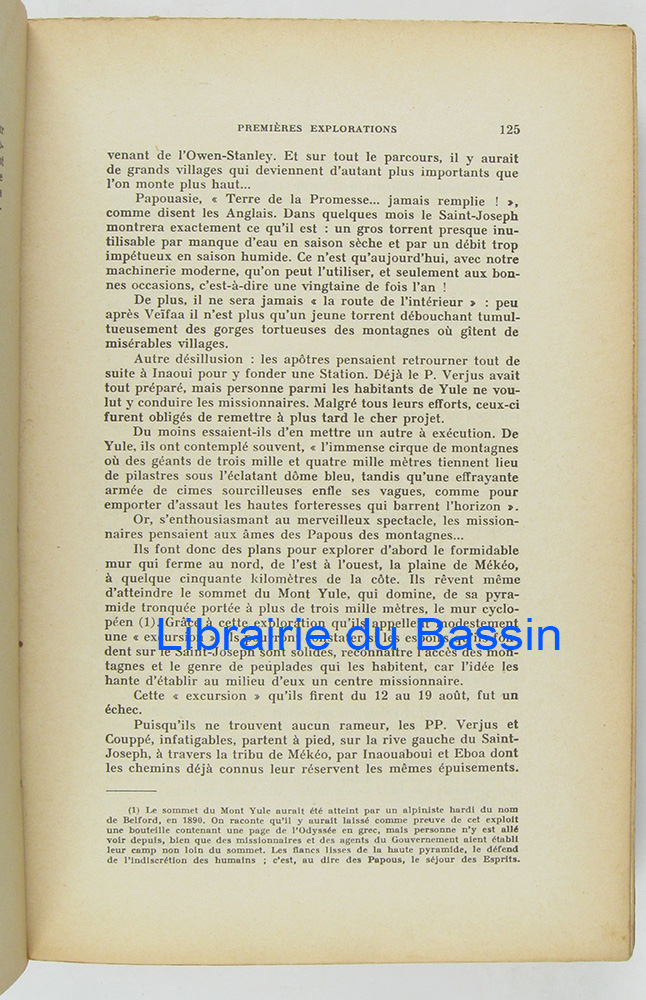 PREMIÈRES EXPLORATIONS 125
venant de l'Owen-Stanley. Et sur tout le parcours, il y aurait
de grands villages qui deviennent d'autant plus importants que
l'on monte plus haut...
Papouasie, « Terre de la Promesse... jamais remplie ! »,
comme disent les Anglais. Dans quelques mois le Saint-Joseph
montrera exactement ce qu'il est : un gros torrent presque inu-
tilisable par manque d'eau en saison sèche et par un débit trop
impétueux en saison humide. Ce n'est qu'aujourd'hui, avec notre
machinerie moderne, qu'on peut l'utiliser, et seulement aux bon-
nes occasions, c'est-à-dire une vingtaine de fois l'an !
De plus, il ne sera jamais « la route de l'intérieur » : peu
après Veïfaa il n'est plus qu'un jeune torrent débouchant tumul-
tueusement des gorges tortueuses des montagnes où gîtent de
misérables villages.
Autre désillusion : les apôtres pensaient retrourner tout de
suite à Inaoui pour y fonder une Station. Déjà le P. Verjus avait
tout préparé, mais personne parmi les habitants de Yule ne vou-
lut y conduire les missionnaires. Malgré tous leurs efforts, ceux-ci
furent obligés de remettre à plus tard le cher projet.
Du moins essaient-ils d'en mettre un autre à exécution. De
Yule, ils ont contemplé souvent, « l'immense cirque de montagnes
où des géants de trois mille et quatre mille mètres tiennent lieu
de pilastres sous l'éclatant dôme bleu, tandis qu'une effrayante
armée de cimes sourcilleuses enfle ses vagues, comme pour
emporter d'assaut les hautes forteresses qui barrent l'horizon ».
Or, s'enthousiasmant au merveilleux spectacle, les mission-
naires pensaient aux âmes des Papous des montagnes...
Ils font donc des plans pour explorer d'abord le formidable
mur qui ferme au nord, de l'est à l'ouest, la plaine de Mékéo,
à quelque cinquante kilomètres de la côte. Ils rêvent même
d'atteindre le sommet du Mont Yule, qui domine, de sa pyra-
mide tronquée portée à plus de trois mille mètres, le mur cyclo-
péen (1). Grâce à cette exploration qu'ils appellent modestement
une « excursion »
Librairie du Bassin
dent sur le Saint-Joseph sont solides, reconnaître l'accès des mon-
tagnes et le genre de peuplades qui les habitent, car l'idée les
hante d'établir au milieu d'eux un centre missionnaire.
Cette « excursion » qu'ils firent du 12 au 19 août, fut un
échec.
Puisqu'ils ne trouvent aucun rameur, les PP. Verjus et
Couppé, infatigables, partent à pied, sur la rive gauche du Saint-
Joseph, à travers la tribu de Mékéo, par Inaouaboui et Eboa dont
les chemins déjà connus leur réservent les mêmes épuisements.
(1) Le sommet du Mont Yule aurait été atteint par un alpiniste hardi du nom
de Belford, en 1890. On raconte qu'il y aurait laissé comme preuve de cet exploit
une bouteille contenant une page de l'Odyssée en grec, mais personne n'y est allé
voir depuis, bien que des missionnaires et des agents du Gouvernement aient établi
leur camp non loin du sommet. Les flancs lisses de la haute pyramide, le défend
de l'indiscrétion des humains ; c'est, au dire des Papous, le séjour des Esprits.